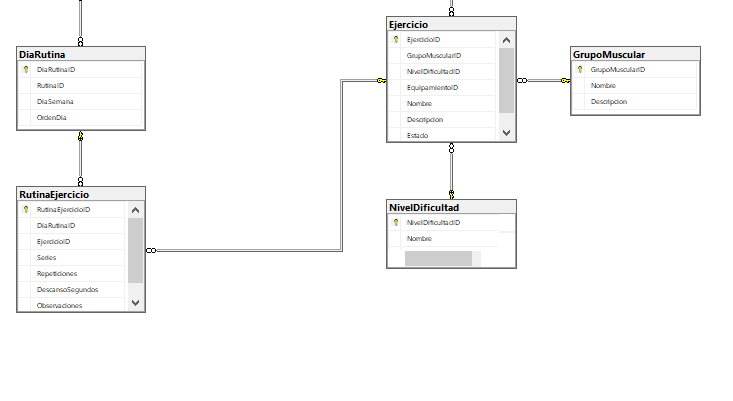 DiaRutina
DiaRutinaID
RutinaID
DiaSemana
OrdenDia
Ejercicio
EjercicioID
GrupoMuscularID
NivelDificultadID
EquipamientoID
Nombre
Descripcion
Estado
GrupoMuscular
GrupoMuscularID
Nombre
Descripcion
RutinaEjercicio
RutinaEjercicioID
DiaRutinaID
EjercicioID
Series
Repeticiones
DescansoSegundos
Observaciones
NivelDificultad
NivelDificultadID
Nombre